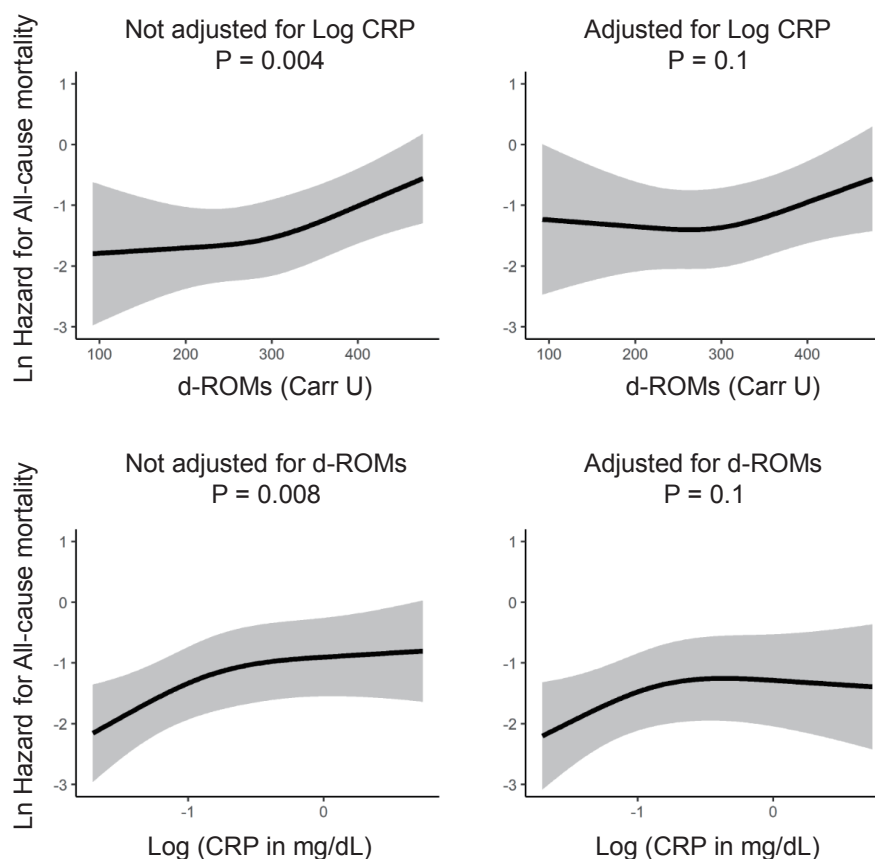 Not adjusted for Log CRP
P = 0.004
Ln Hazard for All-cause mortality
1
0
-1
-2
-3
100
200
300
400
d-ROMs (Carr U)
Adjusted for Log CRP
P = 0.1
1
0
-1
-2
-3
100
200
300
400
d-ROMs (Carr U)
Not adjusted for d-ROMs
P = 0.008
Ln Hazard for All-cause mortality
1
0
-1
-2
-3
-1
0
Log (CRP in mg/dL)
Adjusted for d-ROMs
P = 0.1
1
0
-1
-2
-3
-1
0
Log (CRP in mg/dL)